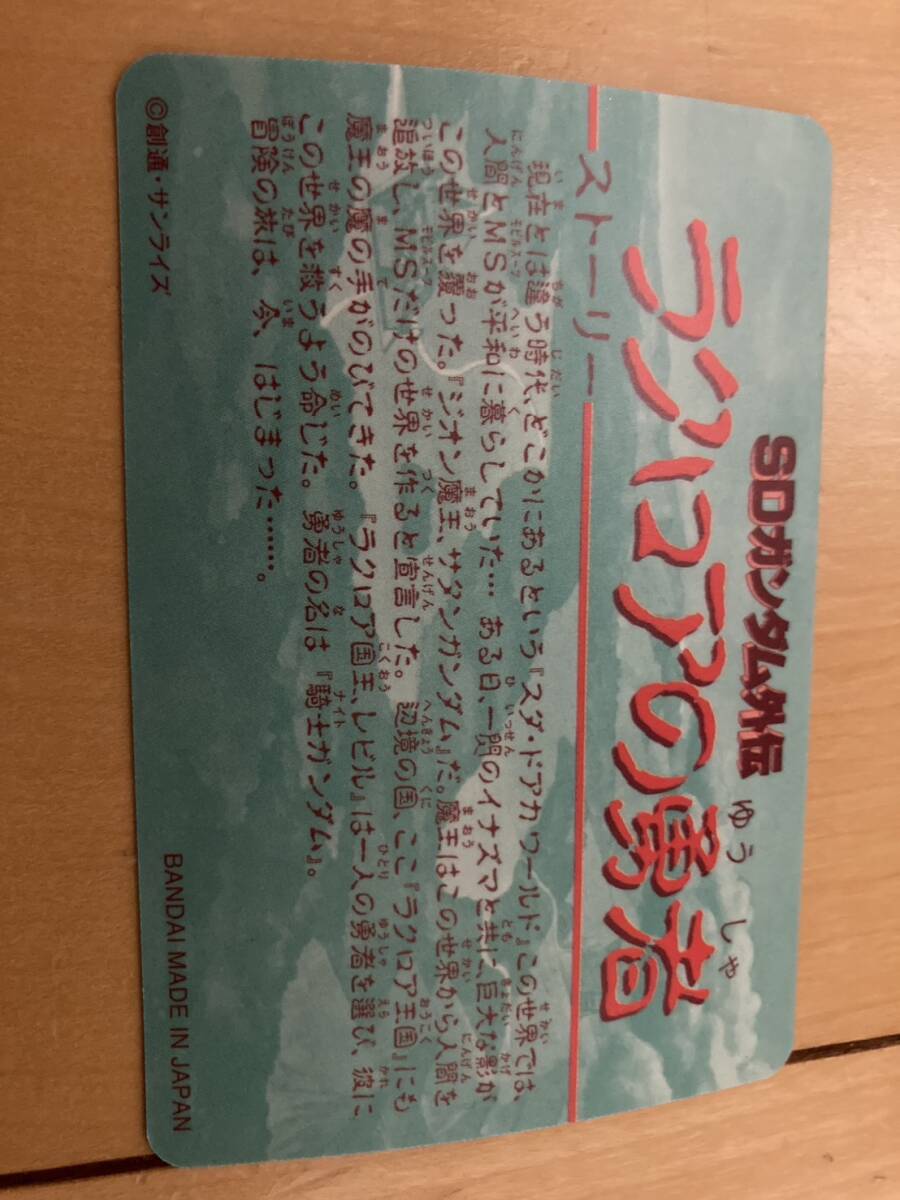 SDガンダム外伝
ラクロアの勇者
ゆうしゃ
ストーリー
現在とは違う時代、どこかにあるという『スダ・ドアカ ワールド』この世界では、
人間とMSが平和に暮らしていた… ある日、一閃のイナズマと共に、巨大な影が
この世界を覆った。『ジオン魔王、サタンガンダム』だ。魔王はこの世界から人間を
追放し、MSだけの世界を作ると宣言した。 辺境の国、ここ『ラクロア王国』にも
魔王の魔の手がのびてきた。 『ラクロア国王、レビル』は一人の勇者を選び、彼に
この世界を救うよう命じた。 勇者の名は『騎士ガンダム』。
冒険の旅は、今、はじまった……。
©創通・サンライズ
BANDAI MADE IN JAPAN